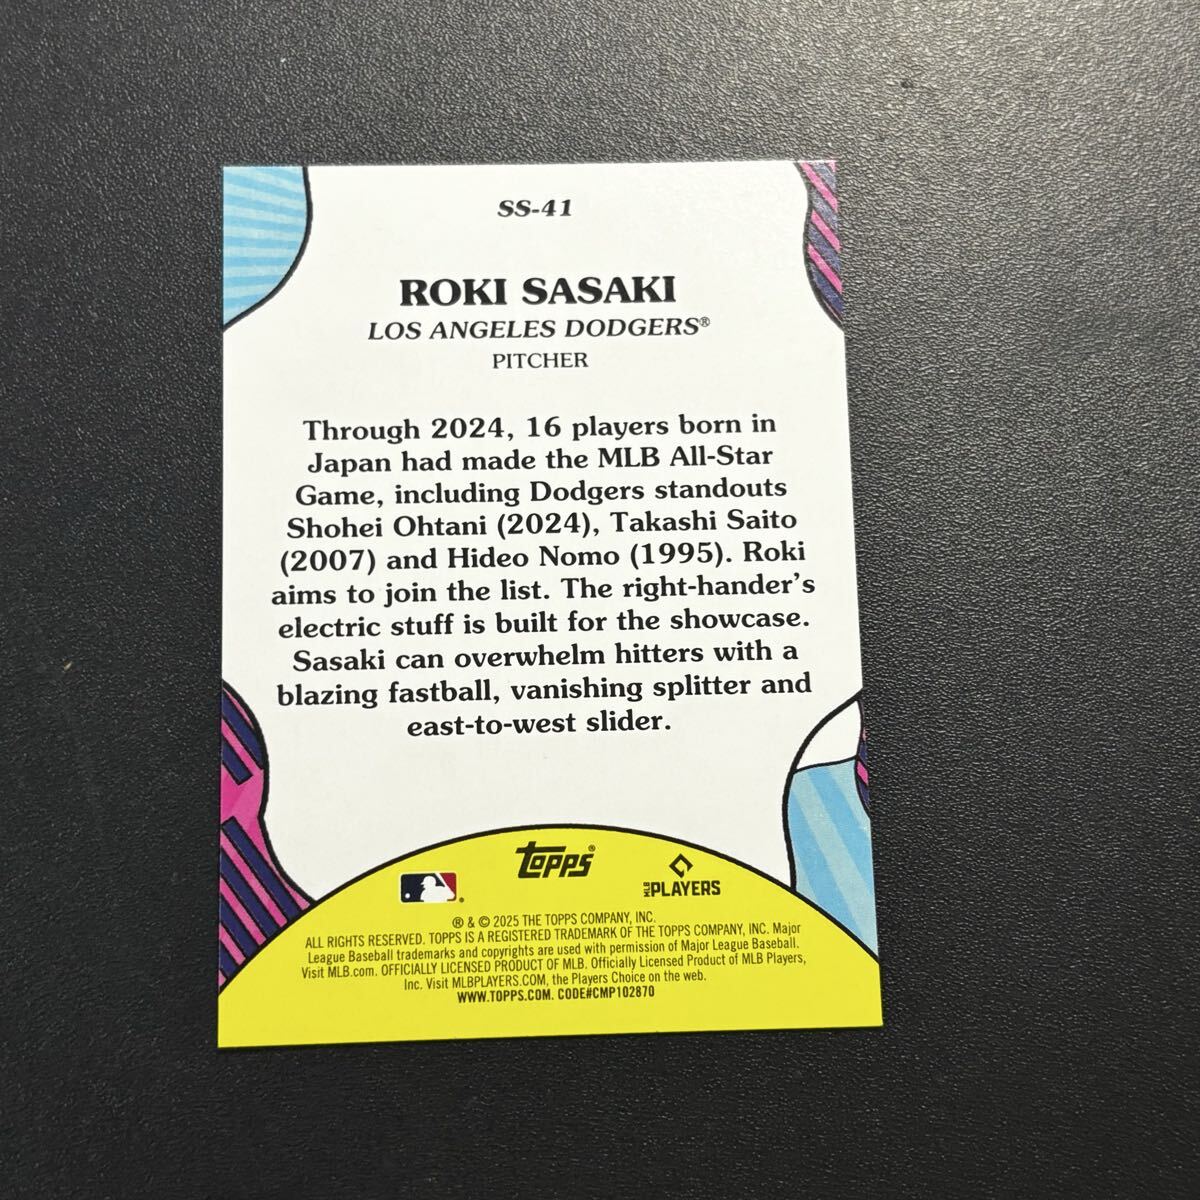 SS-41
ROKI SASAKI
LOS ANGELES DODGERS®
PITCHER
Through 2024, 16 players born in
Japan had made the MLB All-Star
Game, including Dodgers standouts
Shohei Ohtani (2024), Takashi Saito
(2007) and Hideo Nomo (1995). Roki
aims to join the list. The right-hander's
electric stuff is built for the showcase.
Sasaki can overwhelm hitters with a
blazing fastball, vanishing splitter and
east-to-west slider.
Topps®
MLB PLAYERS
® & © 2025 THE TOPPS COMPANY, INC.
ALL RIGHTS RESERVED. TOPPS IS A REGISTERED TRADEMARK OF THE TOPPS COMPANY, INC. Major
League Baseball trademarks and copyrights are used with permission of Major League Baseball.
Visit MLB.com. OFFICIALLY LICENSED PRODUCT OF MLB. Officially Licensed Product of MLB Players,
Inc. Visit MLBPLAYERS.COM, the Players Choice on the web.
WWW.TOPPS.COM. CODE#CMP102870